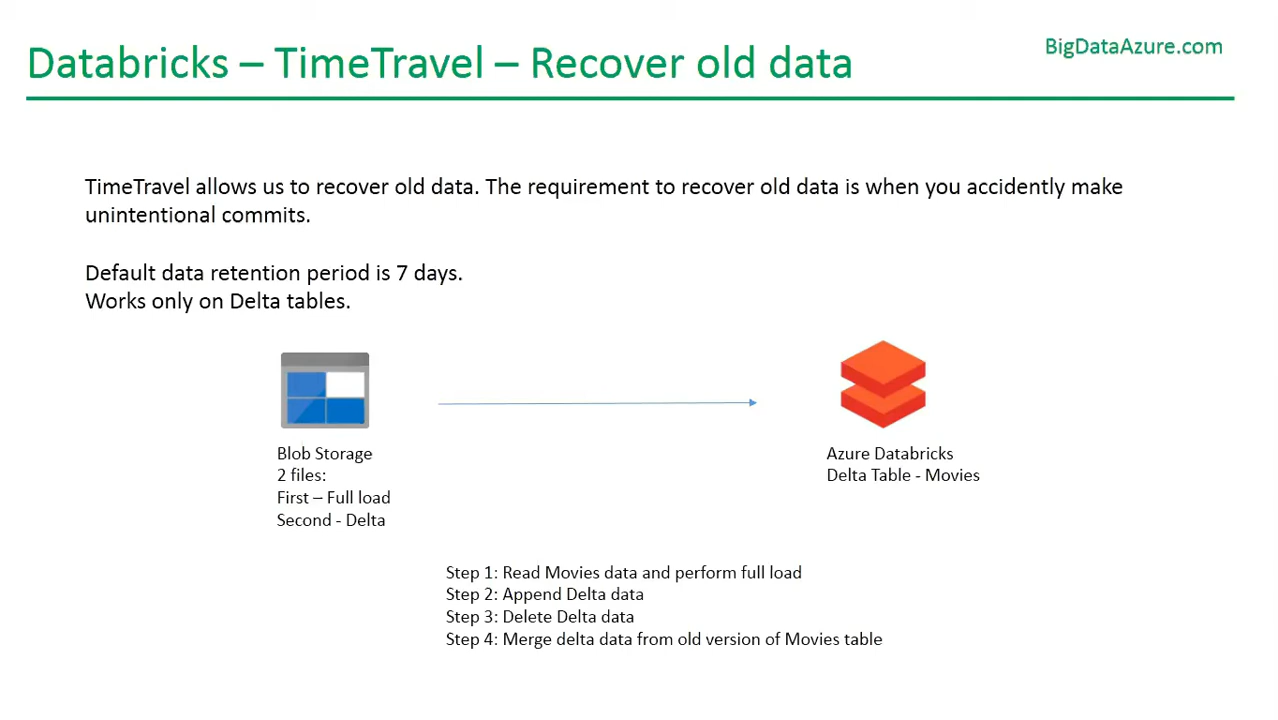 Databricks – TimeTravel – Recover old data
BigDataAzure.com
TimeTravel allows us to recover old data. The requirement to recover old data is when you accidently make
unintentional commits.
Default data retention period is 7 days.
Works only on Delta tables.
Blob Storage
2 files:
First – Full load
Second - Delta
Azure Databricks
Delta Table - Movies
Step 1: Read Movies data and perform full load
Step 2: Append Delta data
Step 3: Delete Delta data
Step 4: Merge delta data from old version of Movies table